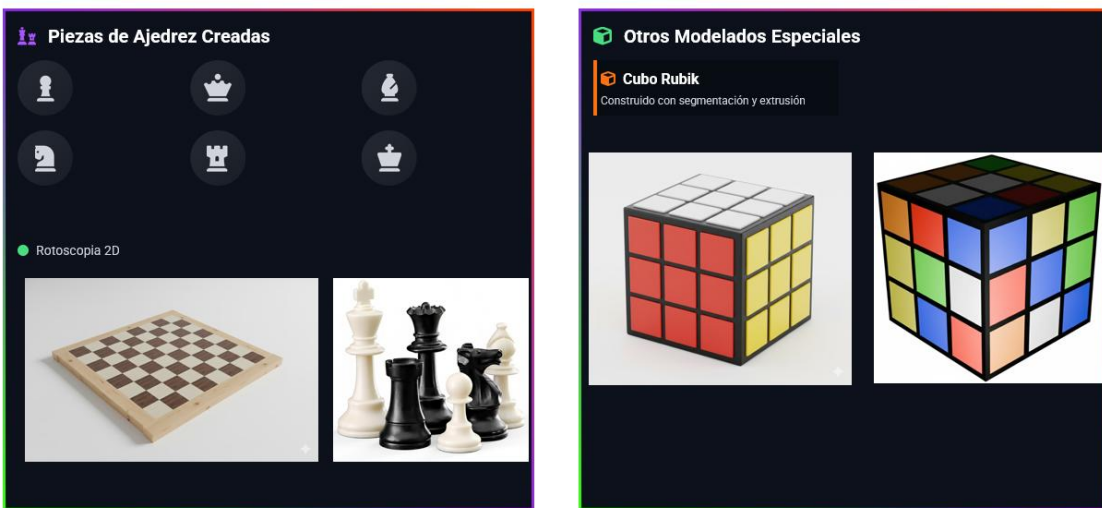 Piezas de Ajedrez Creadas
Rotoscopia 2D
Otros Modelados Especiales
Cubo Rubik
Construido con segmentación y extrusión